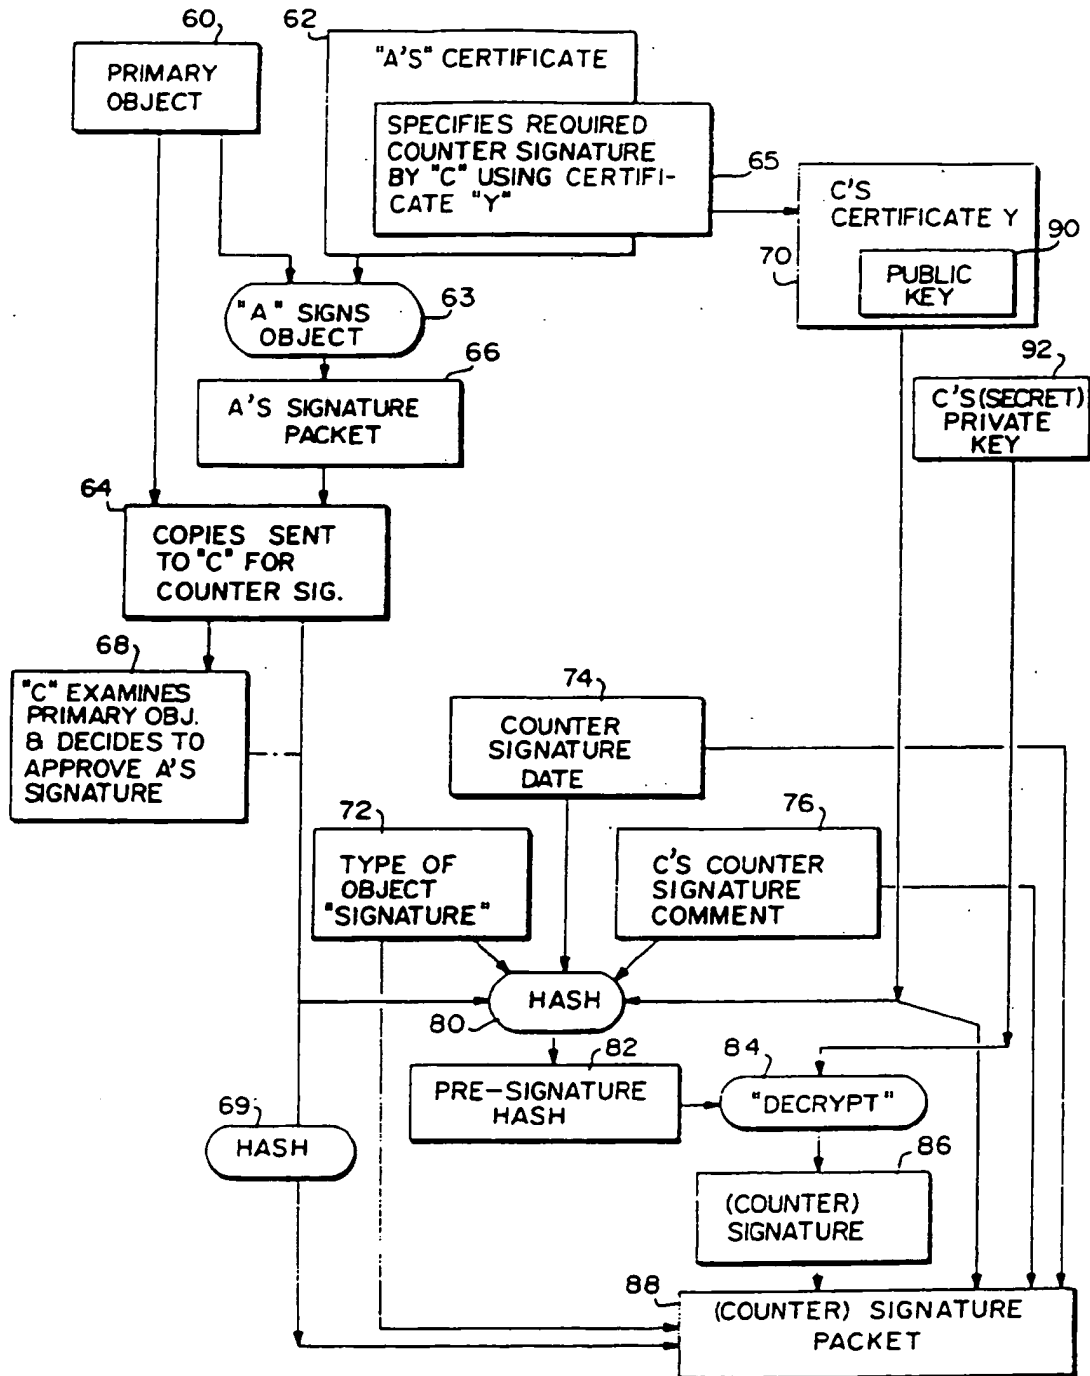 60
PRIMARY
OBJECT
62
"A'S" CERTIFICATE
SPECIFIES REQUIRED
COUNTER SIGNATURE
BY "C" USING CERTIFI-
CATE "Y"
65
C'S
CERTIFICATE Y
70
90
PUBLIC
KEY
"A" SIGNS
OBJECT
63
66
A'S SIGNATURE
PACKET
92
C'S (SECRET)
PRIVATE
KEY
64
COPIES SENT
TO "C" FOR
COUNTER SIG.
68
"C" EXAMINES
PRIMARY OBJ.
& DECIDES TO
APPROVE A'S
SIGNATURE
74
COUNTER
SIGNATURE
DATE
72
TYPE OF
OBJECT
"SIGNATURE"
76
C'S COUNTER
SIGNATURE
COMMENT
HASH
80
82
PRE-SIGNATURE
HASH
84
"DECRYPT"
69
HASH
86
(COUNTER)
SIGNATURE
88
(COUNTER) SIGNATURE
PACKET